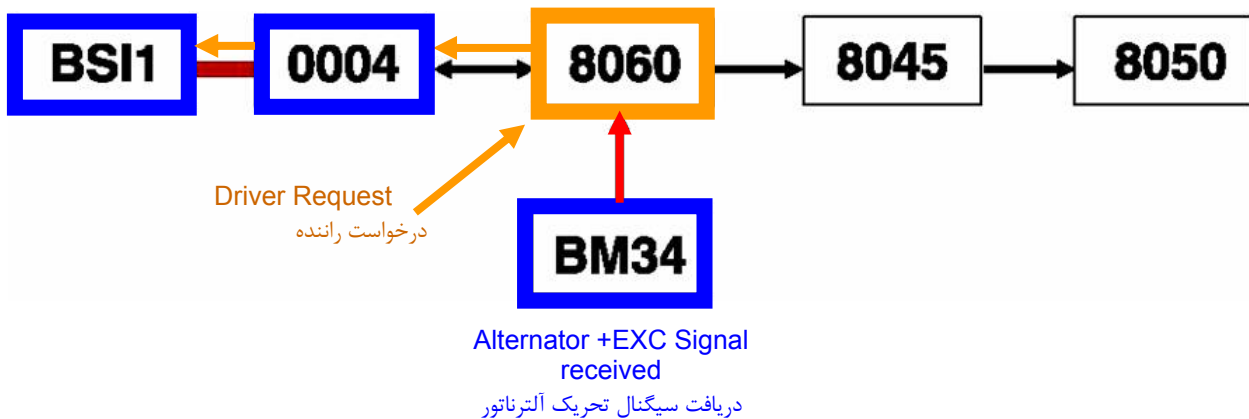 BSI1 0004 8060 8045 8050
Driver Request
درخواست راننده
BM34
Alternator +EXC Signal
received
دریافت سیگنال تحریک آلترناتور